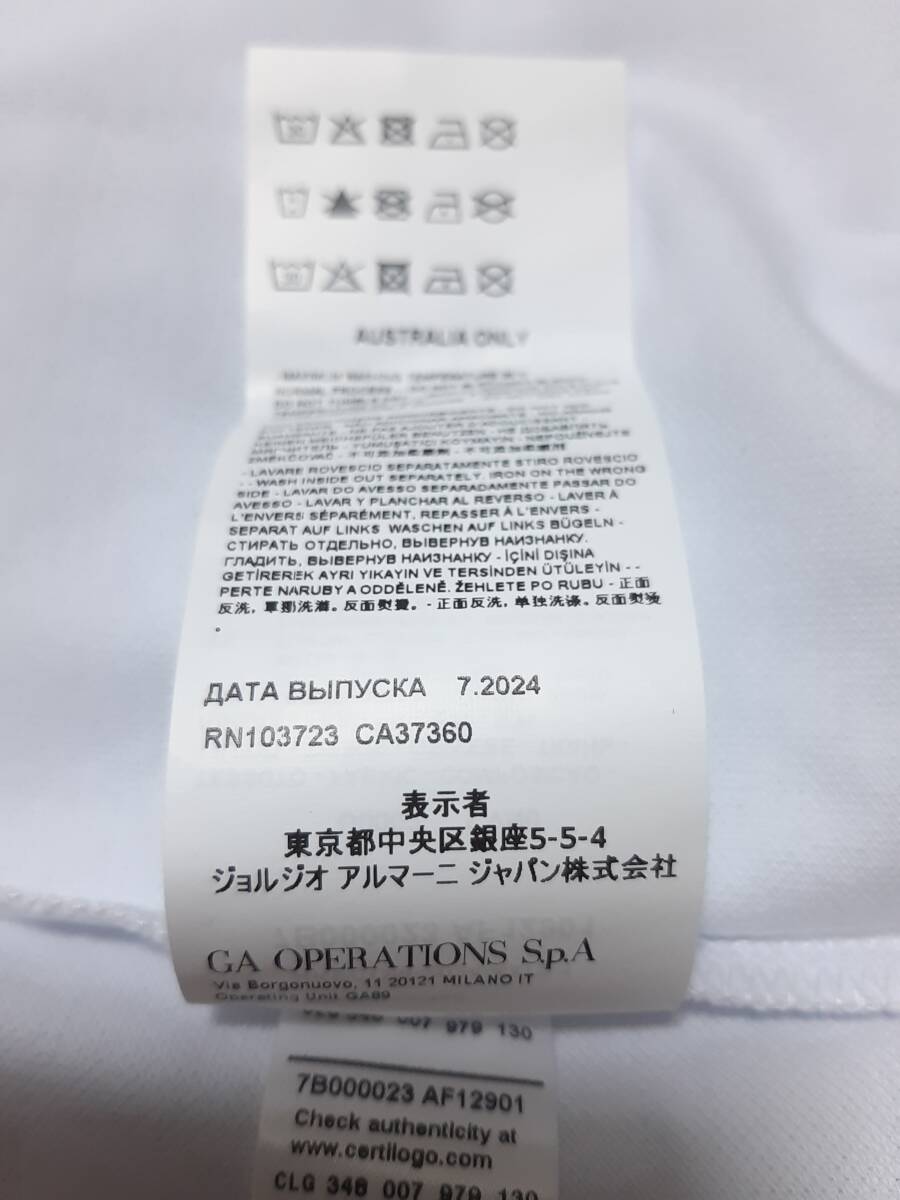 AUSTRALIA ONLY
- LAVARE ROVESCIO SEPARATAMENTE STIRO ROVESCIO
- - WASH INSIDE OUT SEPARATELY. IRON ON THE WRONG
SIDE - LAVAR DO AVESSO SEPARADAMENTE PASSAR DO
AVESSO - LAVAR Y PLANCHAR AL REVERSO - LAVER À
L'ENVERS SÉPARÉMENT, REPASSER À L'ENVERS -
SEPARAT AUF LINKS WASCHEN AUF LINKS BÜGELN -
СТИРАТЬ ОТДЕЛЬНО, ВЫВЕРНУВ НАИЗНАНКУ.
ГЛАДИТЬ, ВЫВЕРНУВ НАИЗНАНКУ - İÇİNİ DIŞINA
GETİREREK AYRI YIKAYIN VE TERSİNDEN ÜTÜLEYİN - -
PERTE NARUBY A ODDĚLENĚ. ŽEHLETE PO RUBU - 正面
反洗，單獨洗滌。反面熨燙。- 正面反洗，单独洗涤。反面熨烫
。
ДАТА ВЫПУСКА 7.2024
RN103723 CA37360
表示者
東京都中央区銀座5-5-4
ジョルジオ アルマーニ ジャパン株式会社
GA OPERATIONS S.p.A
Via Borgonuovo, 11 20121 MILANO IT
Operating Unit GA89
CLG 346 007 979 130
7B000023 AF12901
Check authenticity at
www.certilogo.com
CLG 346 007 979 130